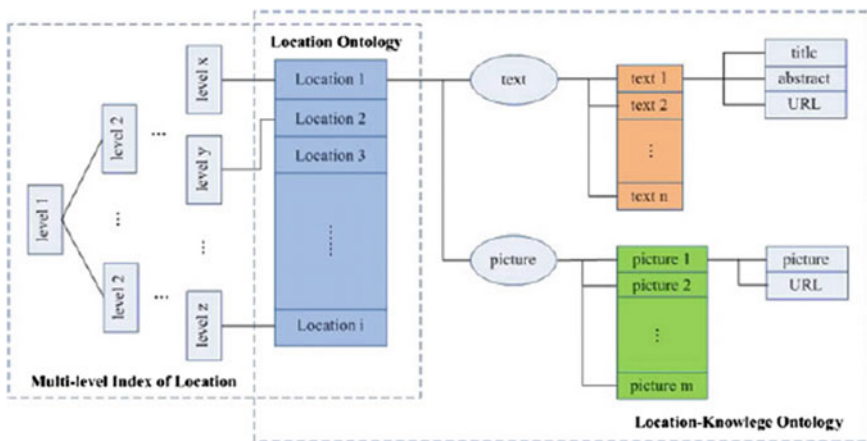 Location Ontology
level 1
level 2
...
level 2
...
...
level x
level y
...
level z
Location 1
Location 2
Location 3
......
Location i
Multi-level Index of Location
text
text 1
text 2
...
text n
title
abstract
URL
picture
picture 1
picture 2
...
picture m
picture
URL
Location-Knowlege Ontology